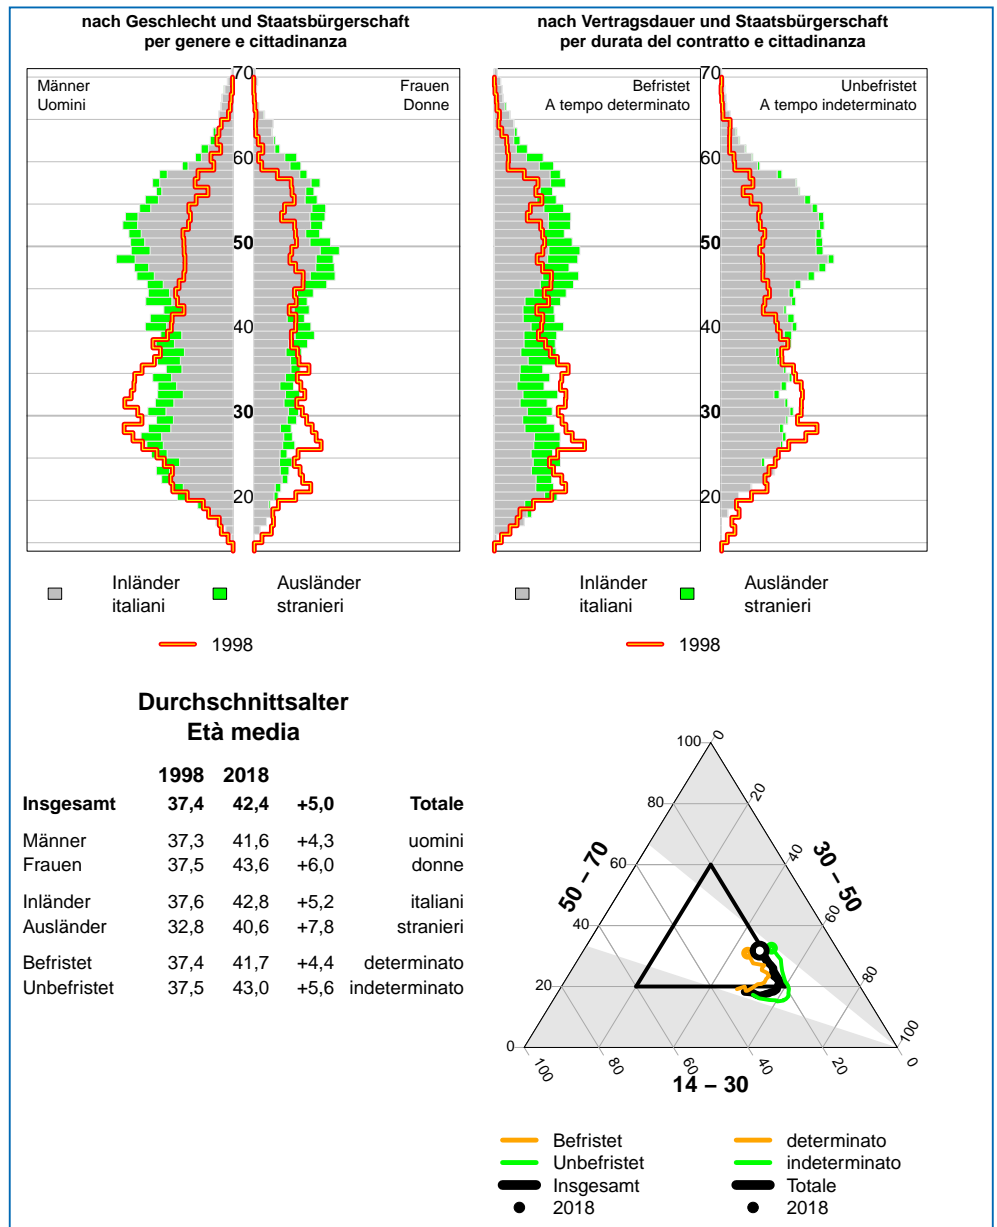 nach Geschlecht und Staatsbürgerschaft
per genere e cittadinanza
Männer
Uomini
70
Frauen
Donne
60
50
40
30
20
Inländer
italiani
Ausländer
stranieri
1998
nach Vertragsdauer und Staatsbürgerschaft
per durata del contratto e cittadinanza
Befristet
A tempo determinato
70
Unbefristet
A tempo indeterminato
60
50
40
30
20
Inländer
italiani
Ausländer
stranieri
1998
Durchschnittsalter
Età media
1998 2018
Insgesamt 37,4 42,4 +5,0 Totale
Männer 37,3 41,6 +4,3 uomini
Frauen 37,5 43,6 +6,0 donne
Inländer 37,6 42,8 +5,2 italiani
Ausländer 32,8 40,6 +7,8 stranieri
Befristet 37,4 41,7 +4,4 determinato
Unbefristet 37,5 43,0 +5,6 indeterminato
100 0
80 20
60 40
50 – 70 30 – 50
40 60
20 80
0 100
100 80 60 40 20 0
14 – 30
Befristet determinato
Unbefristet indeterminato
Insgesamt Totale
2018 2018